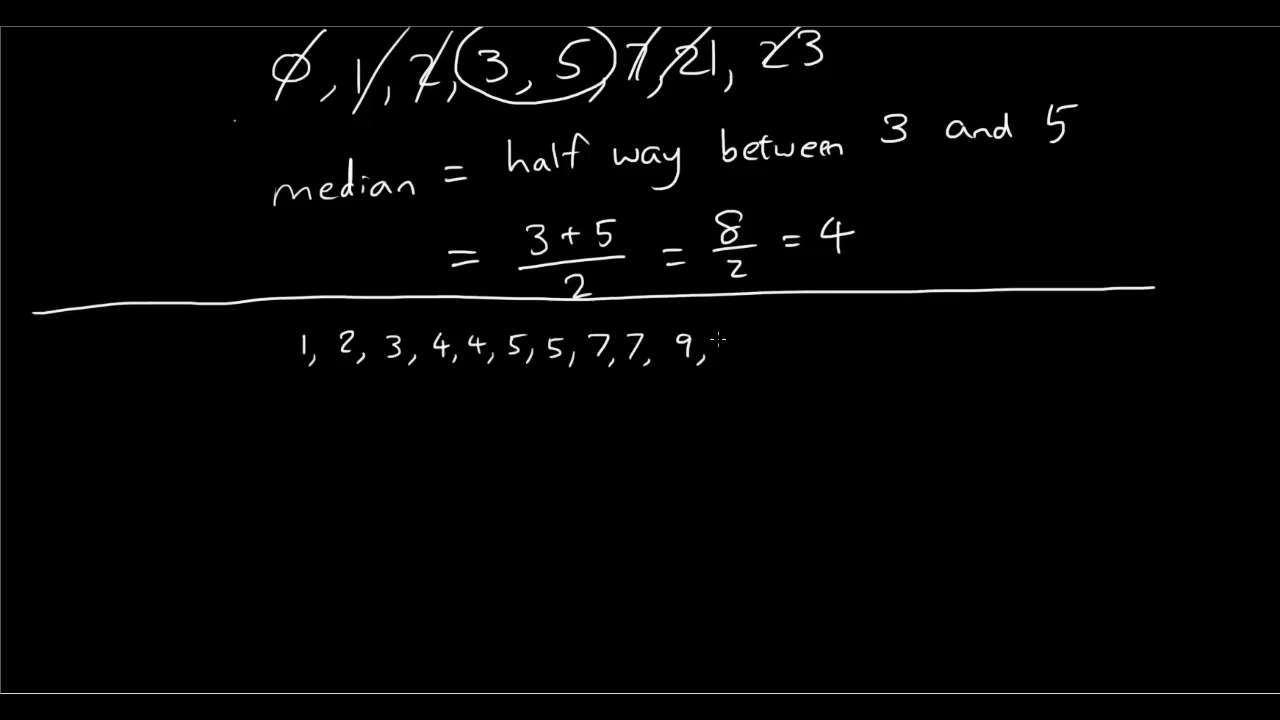 0, 1, 2, 3, 5, 7, 21, 23
median = half way between 3 and 5
= 3 + 5 / 2 = 8 / 2 = 4
1, 2, 3, 4, 4, 5, 5, 7, 7, 9,